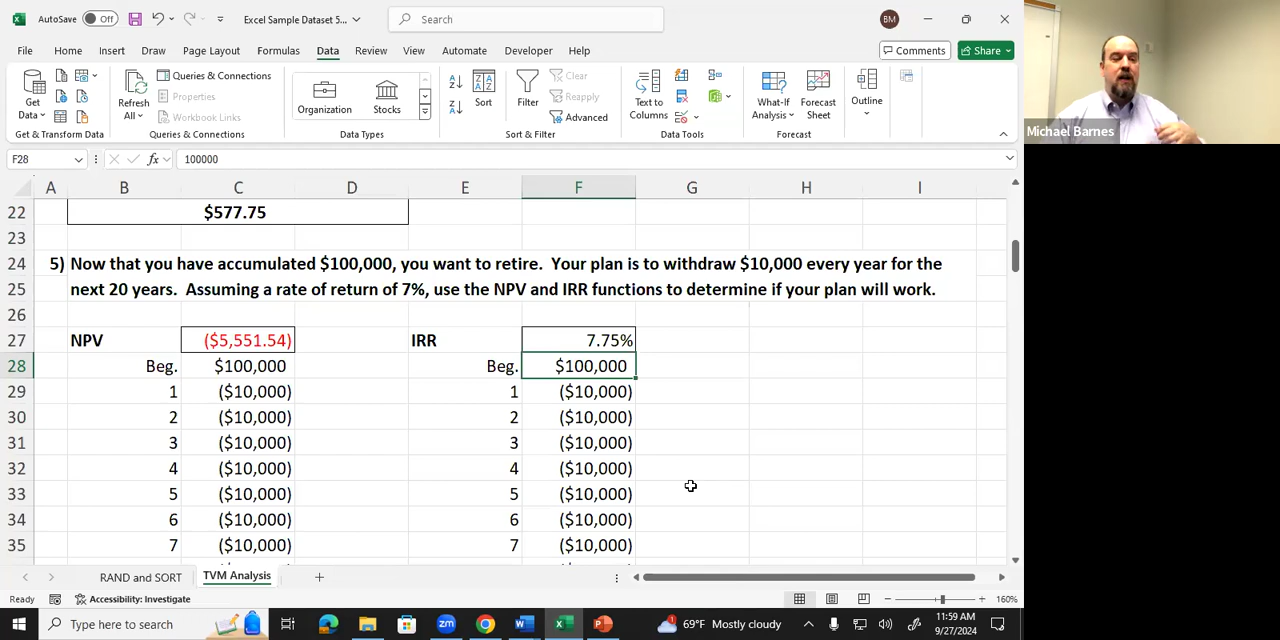 AutoSave Off Excel Sample Dataset 5... Search BM
File Home Insert Draw Page Layout Formulas Data Review View Automate Developer Help Comments Share
Get Data
Refresh All
Queries & Connections
Properties
Workbook Links
Organization
Stocks
Sort
Filter
Clear
Reapply
Advanced
Text to Columns
What-If Analysis
Forecast Sheet
Outline
Get & Transform Data Queries & Connections Data Types Sort & Filter Data Tools Forecast
Michael Barnes
F28 fx 100000
A B C D E F G H I
22 $577.75
23
24 5) Now that you have accumulated $100,000, you want to retire. Your plan is to withdraw $10,000 every year for the
25 next 20 years. Assuming a rate of return of 7%, use the NPV and IRR functions to determine if your plan will work.
26
27 NPV ($5,551.54) IRR 7.75%
28 Beg. $100,000 Beg. $100,000
29 1 ($10,000) 1 ($10,000)
30 2 ($10,000) 2 ($10,000)
31 3 ($10,000) 3 ($10,000)
32 4 ($10,000) 4 ($10,000)
33 5 ($10,000) 5 ($10,000)
34 6 ($10,000) 6 ($10,000)
35 7 ($10,000) 7 ($10,000)
RAND and SORT TVM Analysis
Ready Accessibility: Investigate 160%
Type here to search 69°F Mostly cloudy 11:59 AM
9/27/2024